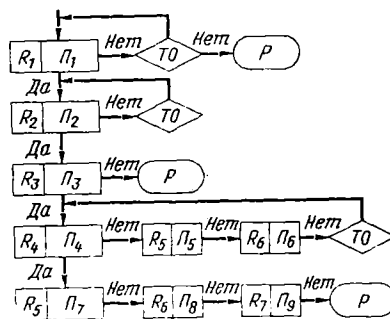 R₁ П₁ Нет ТО Нет Р
Да
R₂ П₂ Нет ТО
Да
R₃ П₃ Нет Р
Да
R₄ П₄ Нет R₅ П₅ Нет R₆ П₆ Нет ТО
Да
R₅ П₇ Нет R₆ П₈ Нет R₇ П₉ Нет Р